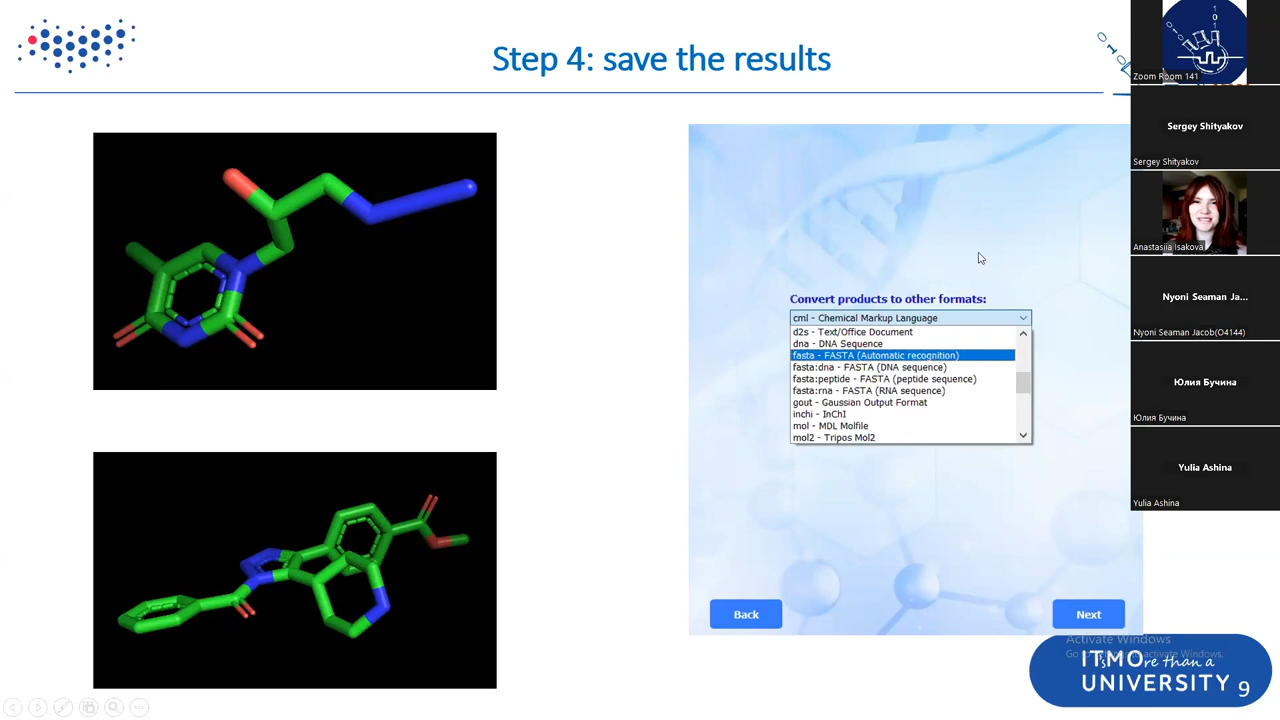 Step 4: save the results
Convert products to other formats:
cml - Chemical Markup Language
d2s - Text/Office Document
dna - DNA Sequence
fasta - FASTA (Automatic recognition)
fasta:dna - FASTA (DNA sequence)
fasta:peptide - FASTA (peptide sequence)
fasta:rna - FASTA (RNA sequence)
gout - Gaussian Output Format
inchi - InChI
mol - MDL Molfile
mol2 - Tripos Mol2
Back
Next
Activate Windows
ITsMOre than a
UNIVERSITY
9
Zoom Room 141
Sergey Shityakov
Sergey Shityakov
Anastasiia Isakova
Nyoni Seaman Ja...
Nyoni Seaman Jacob(O4144)
Юлия Бучина
Юлия Бучина
Yulia Ashina
Yulia Ashina